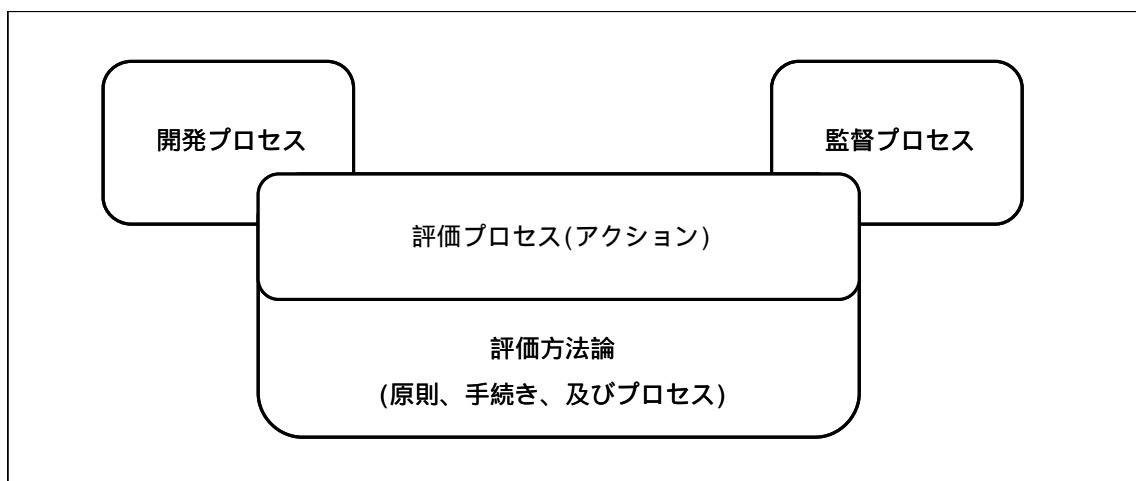 開発プロセス
監督プロセス
評価プロセス(アクション)
評価方法論
(原則、手続き、及びプロセス)